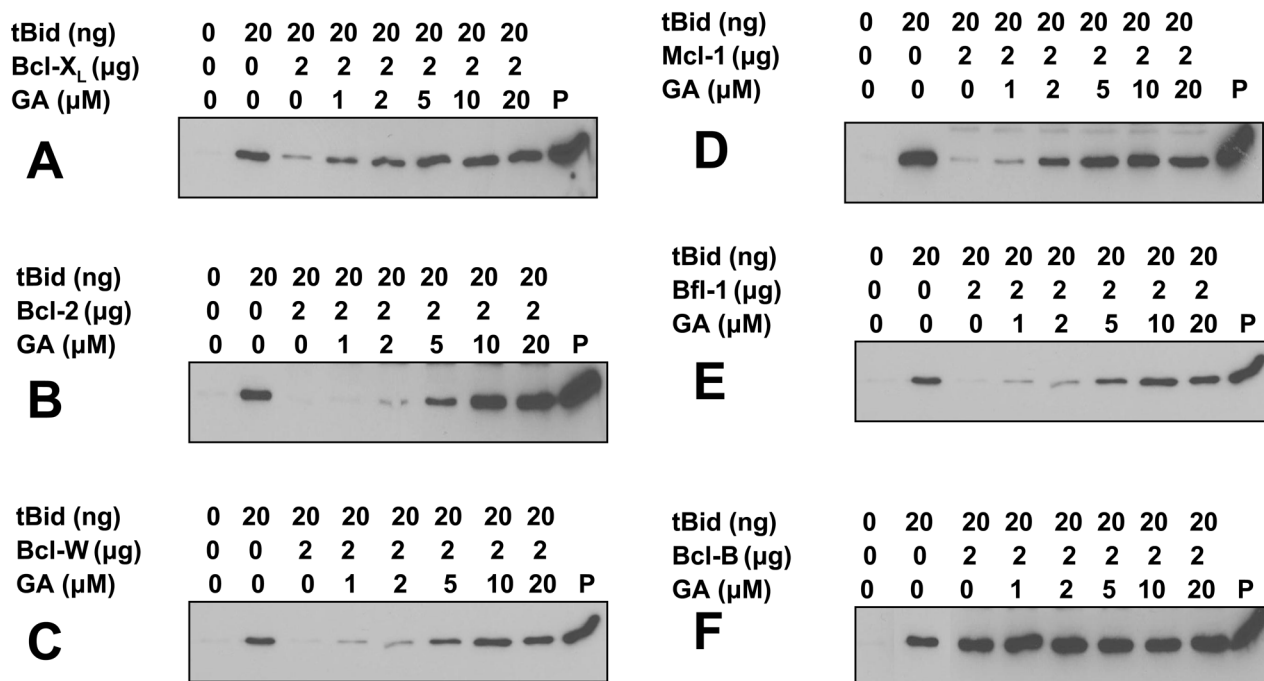 tBid (ng) 0 20 20 20 20 20 20 20
Bcl-XL (µg) 0 0 2 2 2 2 2 2
GA (µM) 0 0 0 1 2 5 10 20 P
A
tBid (ng) 0 20 20 20 20 20 20 20
Bcl-2 (µg) 0 0 2 2 2 2 2 2
GA (µM) 0 0 0 1 2 5 10 20 P
B
tBid (ng) 0 20 20 20 20 20 20 20
Bcl-W (µg) 0 0 2 2 2 2 2 2
GA (µM) 0 0 0 1 2 5 10 20 P
C
tBid (ng) 0 20 20 20 20 20 20 20
Mcl-1 (µg) 0 0 2 2 2 2 2 2
GA (µM) 0 0 0 1 2 5 10 20 P
D
tBid (ng) 0 20 20 20 20 20 20 20
Bfl-1 (µg) 0 0 2 2 2 2 2 2
GA (µM) 0 0 0 1 2 5 10 20 P
E
tBid (ng) 0 20 20 20 20 20 20 20
Bcl-B (µg) 0 0 2 2 2 2 2 2
GA (µM) 0 0 0 1 2 5 10 20 P
F